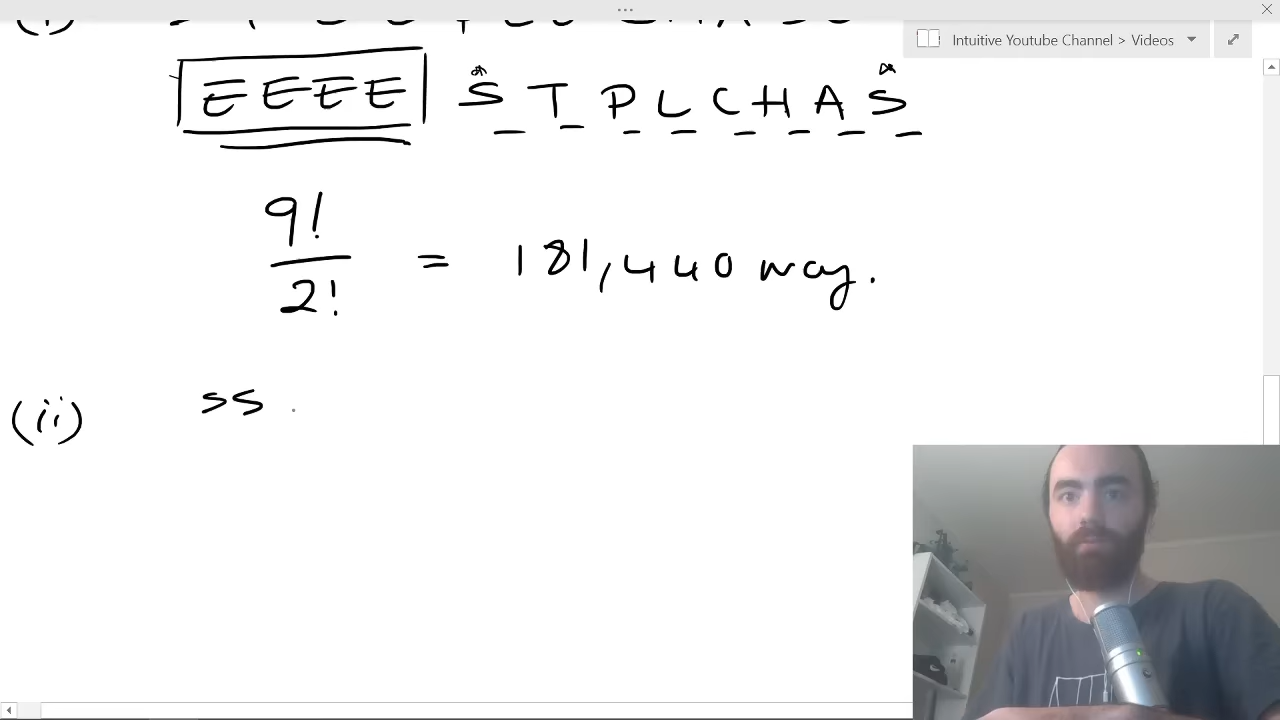 Intuitive Youtube Channel > Videos
EEEE S T P L C H A S
9!
2!
= 181,440 way.
(ii) SS